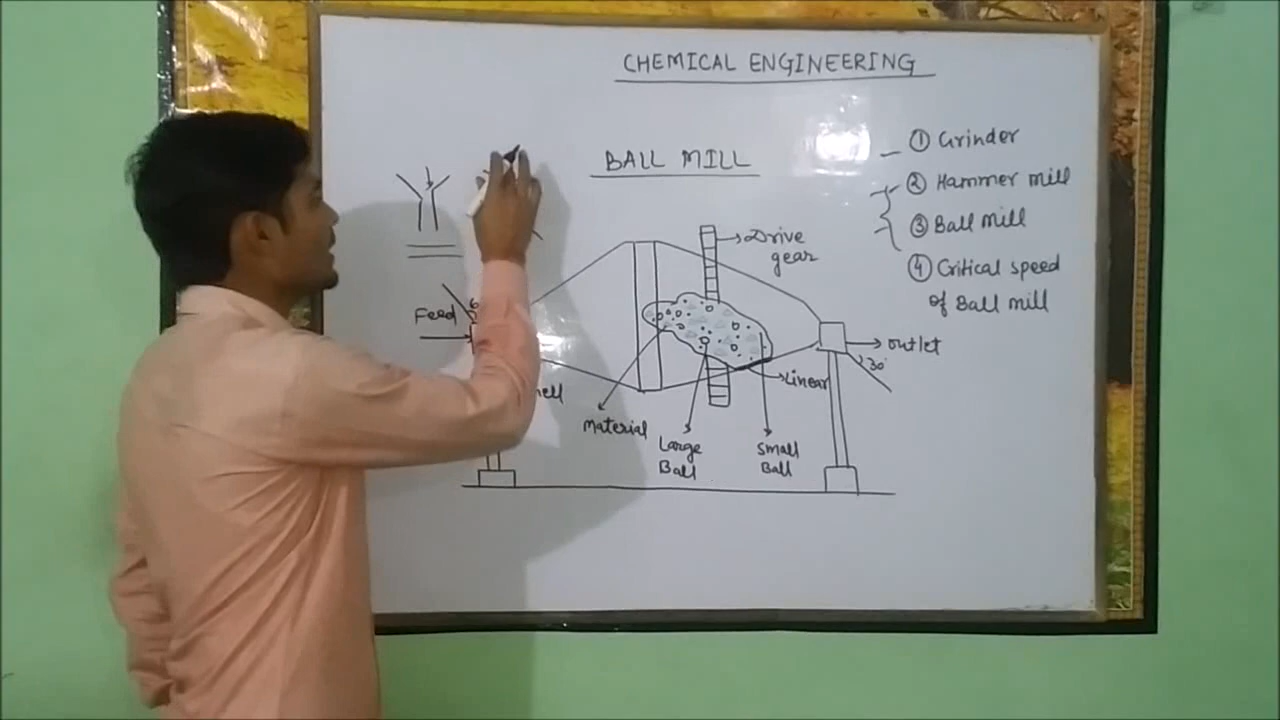 CHEMICAL ENGINEERING
BALL MILL
① Grinder
② Hammer mill
③ Ball mill
④ Critical speed
of Ball mill
Drive
gear
Feed
outlet
30°
Linear
Material
Large
Ball
Small
Ball